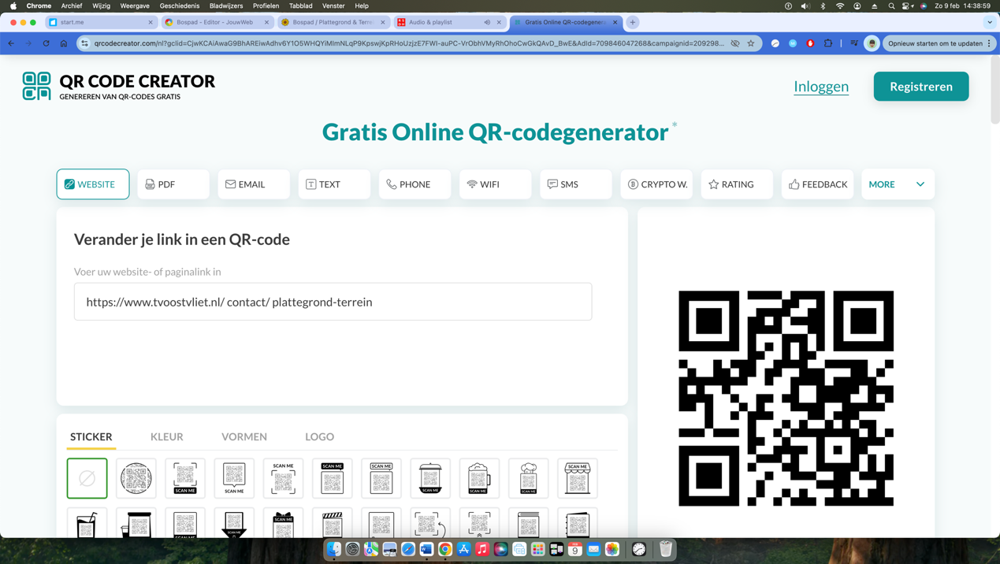 Chrome Archief Wijzig Weergave Geschiedenis Bladwijzers Profielen Tabblad Venster Help Zo 9 feb 14:38:59
start.me Bospad - Editor - JouwWeb Bospad / Plattegrond & Terre Audio & playlist Gratis Online QR-codegenerato
qrcodecreator.com/nl?gclid=CjwKCAiAwaG9BhAREiwAdhv6Y1O5WHQYiMImNLqP9KpswjKpRHoUzjzE7FWI-auPC-VrObhVMyRhOhoCwGkQAvD_BwE&AdId=709846047268&campaignid=209298... Opnieuw starten om te updaten
QR CODE CREATOR
GENEREREN VAN QR-CODES GRATIS
Inloggen Registreren
Gratis Online QR-codegenerator *
WEBSITE PDF EMAIL TEXT PHONE WIFI SMS CRYPTO W. RATING FEEDBACK MORE
Verander je link in een QR-code
Voer uw website- of paginalink in
https://www.tvoostvliet.nl/ contact/ plattegrond-terrein
STICKER KLEUR VORMEN LOGO
SCAN ME SCAN ME SCAN ME SCAN ME SCAN ME SCAN ME SCAN ME SCAN ME SCAN ME
SCAN ME SCAN ME SCAN ME
FEB
9